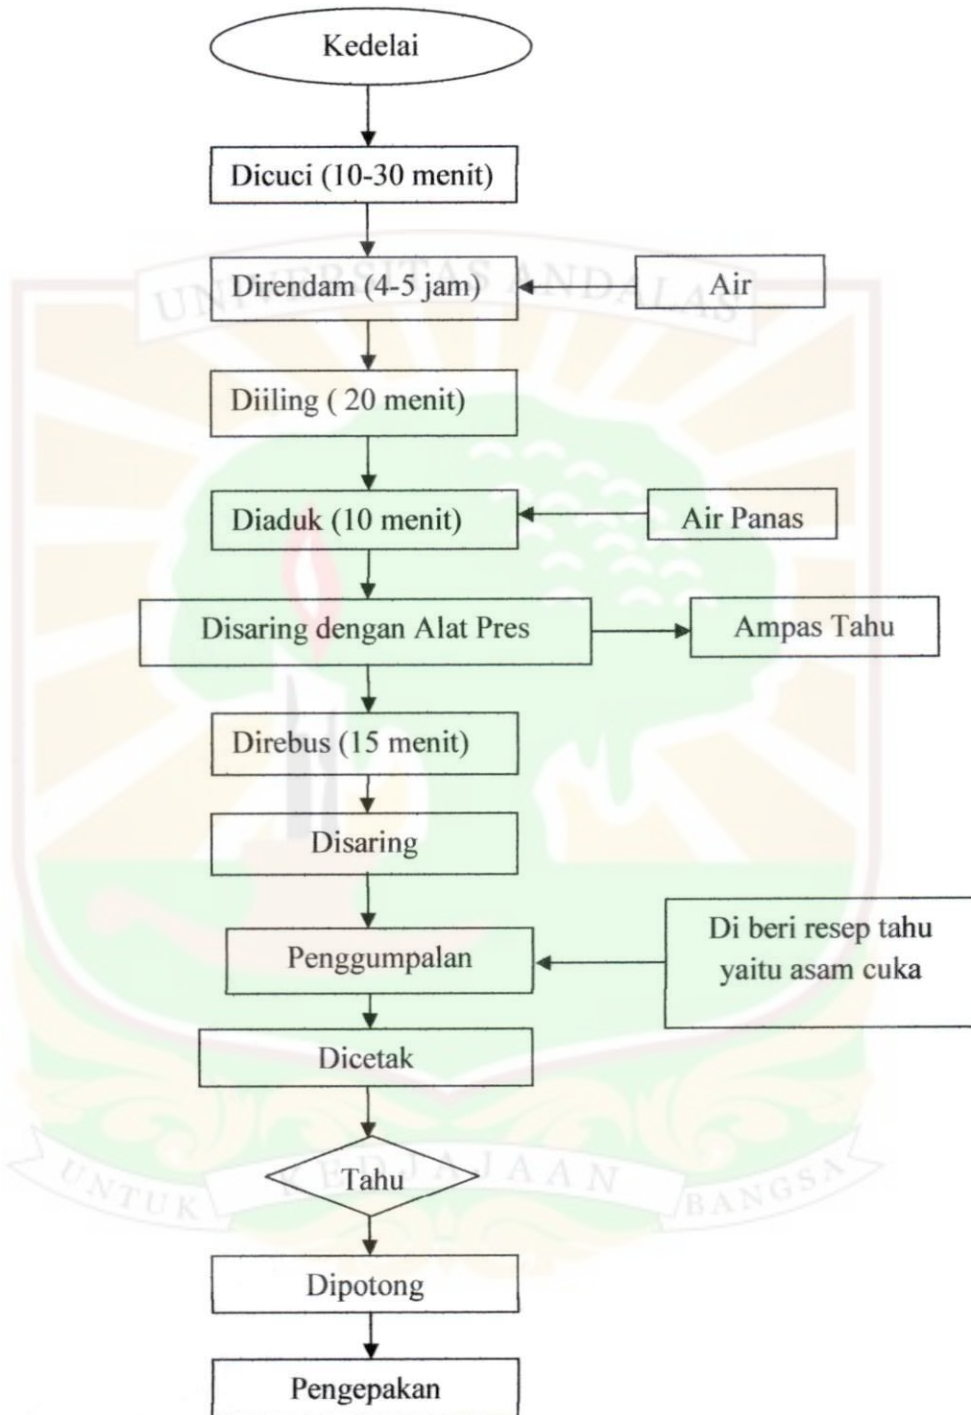 Kedelai
Dicuci (10-30 menit)
UNIVERSITAS ANDALAS
Direndam (4-5 jam)
Air
Diiling ( 20 menit)
Diaduk (10 menit)
Air Panas
Disaring dengan Alat Pres
Ampas Tahu
Direbus (15 menit)
Disaring
Penggumpalan
Di beri resep tahu
yaitu asam cuka
Dicetak
Tahu
UNTUK KEDJAJAAN BANGSA
Dipotong
Pengepakan